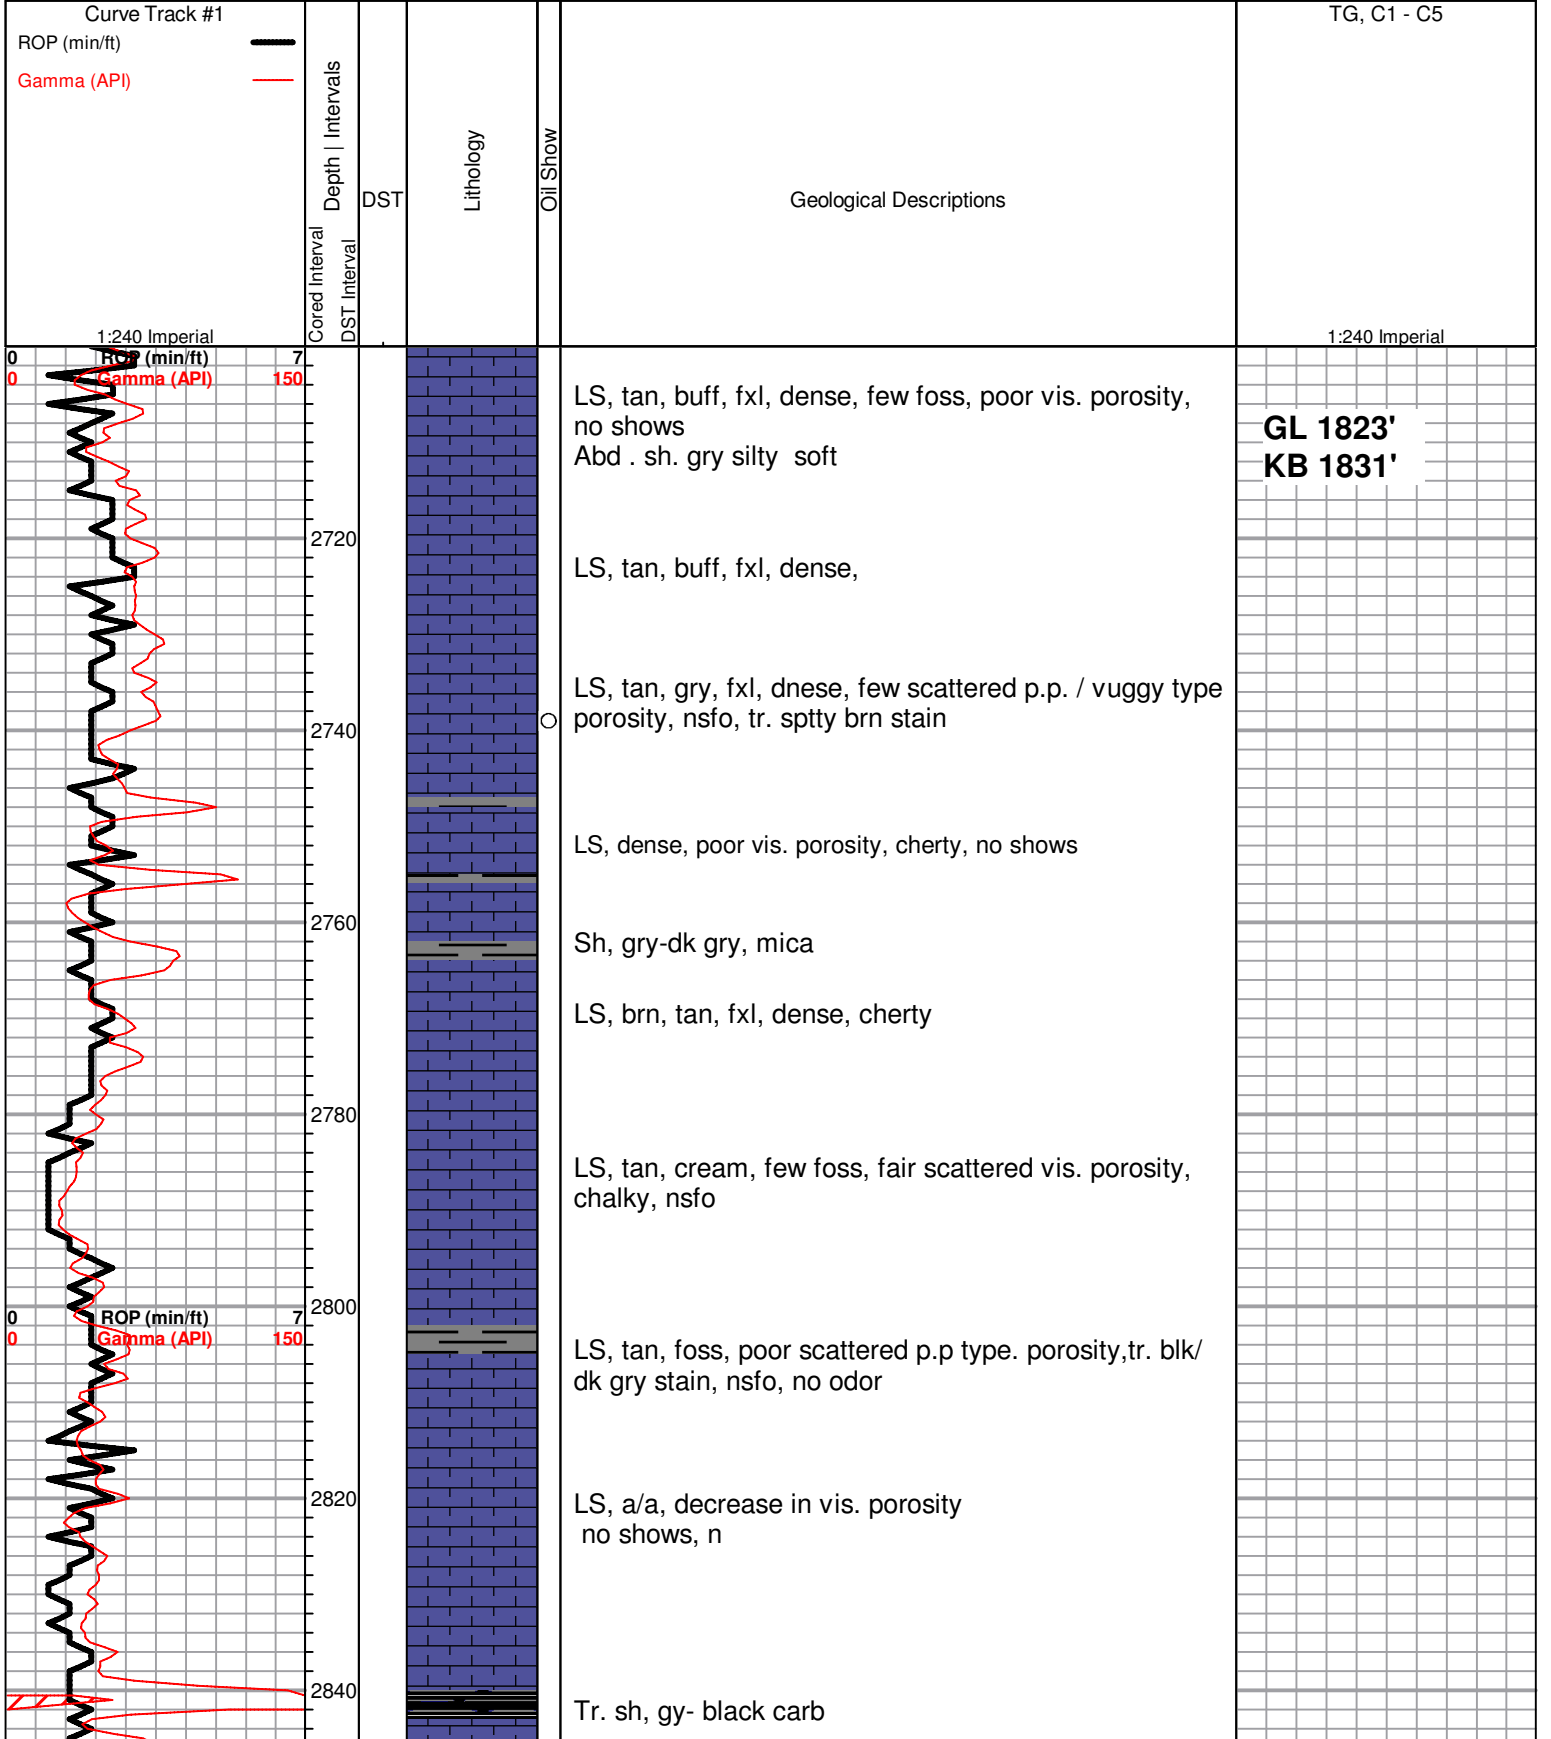 Curve Track #1
ROP (min/ft)
Gamma (API)
1:240 Imperial
Depth | Intervals
Cored Interval
DST Interval
DST
Lithology
Oil Show
Geological Descriptions
TG, C1 - C5
1:240 Imperial
0 ROP (min/ft) 7
0 Gamma (API) 150
LS, tan, buff, fxl, dense, few foss, poor vis. porosity,
no shows
Abd . sh. gry silty soft
GL 1823'
KB 1831'
2720
LS, tan, buff, fxl, dense,
LS, tan, gry, fxl, dnese, few scattered p.p. / vuggy type
porosity, nsfo, tr. sptty brn stain
2740
LS, dense, poor vis. porosity, cherty, no shows
2760
Sh, gry-dk gry, mica
LS, brn, tan, fxl, dense, cherty
2780
LS, tan, cream, few foss, fair scattered vis. porosity,
chalky, nsfo
2800
0 ROP (min/ft) 7
0 Gamma (API) 150
LS, tan, foss, poor scattered p.p type. porosity,tr. blk/
dk gry stain, nsfo, no odor
2820
LS, a/a, decrease in vis. porosity
no shows, n
2840
Tr. sh, gy- black carb